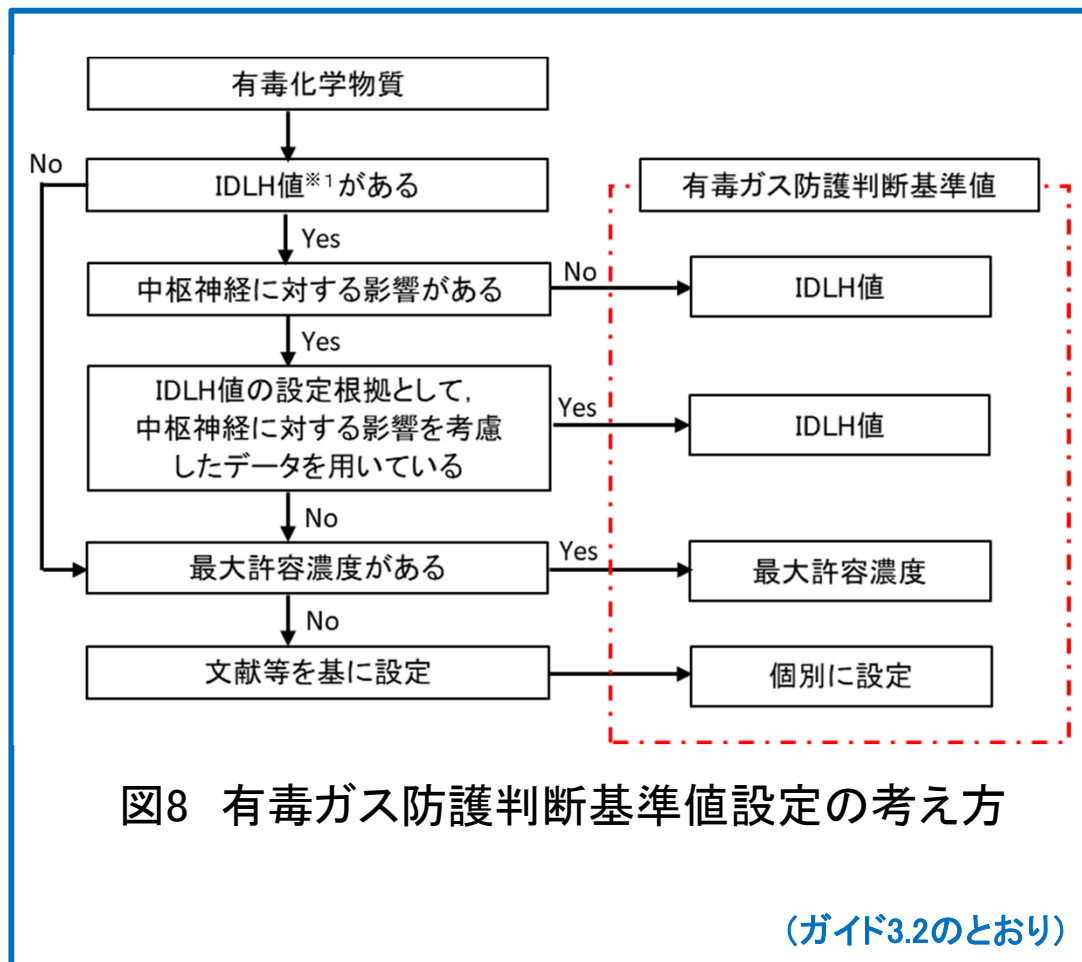 有毒化学物質
No
IDLH値※1がある
有毒ガス防護判断基準値
Yes
中枢神経に対する影響がある
No
IDLH値
Yes
IDLH値の設定根拠として,
中枢神経に対する影響を考慮
したデータを用いている
Yes
IDLH値
No
最大許容濃度がある
Yes
最大許容濃度
No
文献等を基に設定
個別に設定
図8 有毒ガス防護判断基準値設定の考え方
(ガイド3.2のとおり)